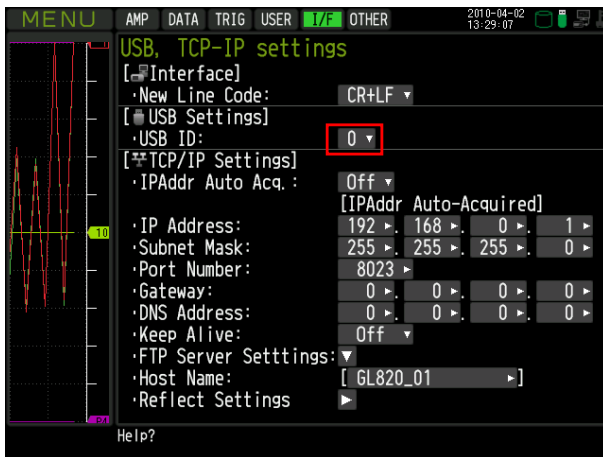 MENU AMP DATA TRIG USER I/F OTHER 2010-04-02
13:29:07
USB, TCP-IP settings
[Interface]
・New Line Code: CR+LF ▼
[USB Settings]
・USB ID: 0 ▼
[TCP/IP Settings]
・IPAddr Auto Acq.: Off ▼
[IPAddr Auto-Acquired]
・IP Address: 192 ►. 168 ►. 0 ►. 1 ►
・Subnet Mask: 255 ►. 255 ►. 255 ►. 0 ►
10
・Port Number: 8023 ►
・Gateway: 0 ►. 0 ►. 0 ►. 0 ►
・DNS Address: 0 ►. 0 ►. 0 ►. 0 ►
・Keep Alive: Off ▼
・FTP Server Setttings: ▼
・Host Name: [ GL820_01 ►]
・Reflect Settings ►
Help?